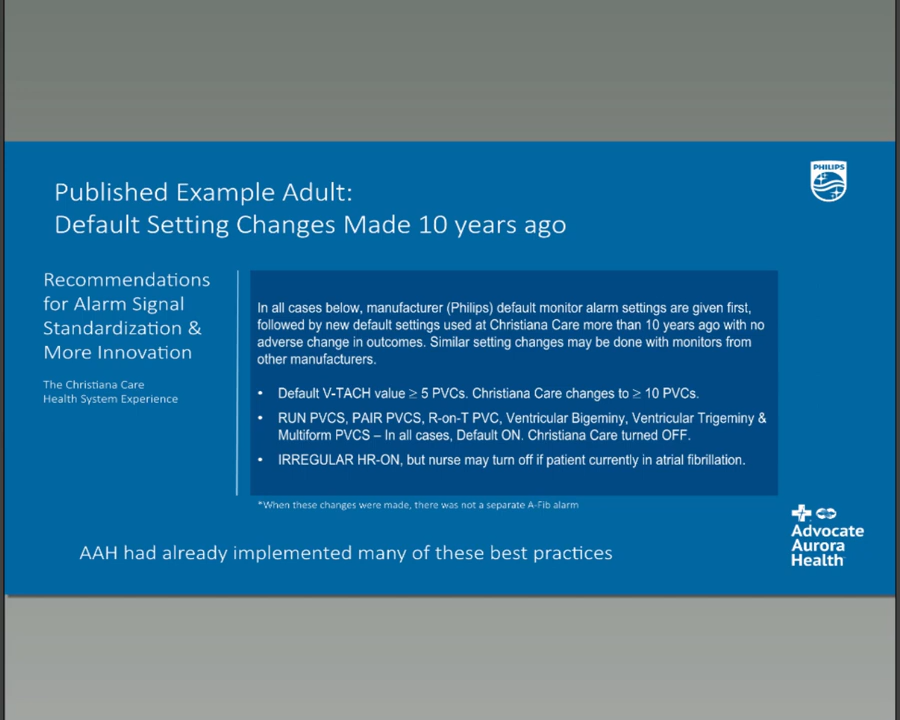 PHILIPS
Published Example Adult:
Default Setting Changes Made 10 years ago
Recommendations
for Alarm Signal
Standardization &
More Innovation
The Christiana Care
Health System Experience
In all cases below, manufacturer (Philips) default monitor alarm settings are given first,
followed by new default settings used at Christiana Care more than 10 years ago with no
adverse change in outcomes. Similar setting changes may be done with monitors from
other manufacturers.
• Default V-TACH value ≥ 5 PVCs. Christiana Care changes to ≥ 10 PVCs.
• RUN PVCS, PAIR PVCS, R-on-T PVC, Ventricular Bigeminy, Ventricular Trigeminy &
Multiform PVCS – In all cases, Default ON. Christiana Care turned OFF.
• IRREGULAR HR-ON, but nurse may turn off if patient currently in atrial fibrillation.
*When these changes were made, there was not a separate A-Fib alarm
AAH had already implemented many of these best practices
Advocate
Aurora
Health